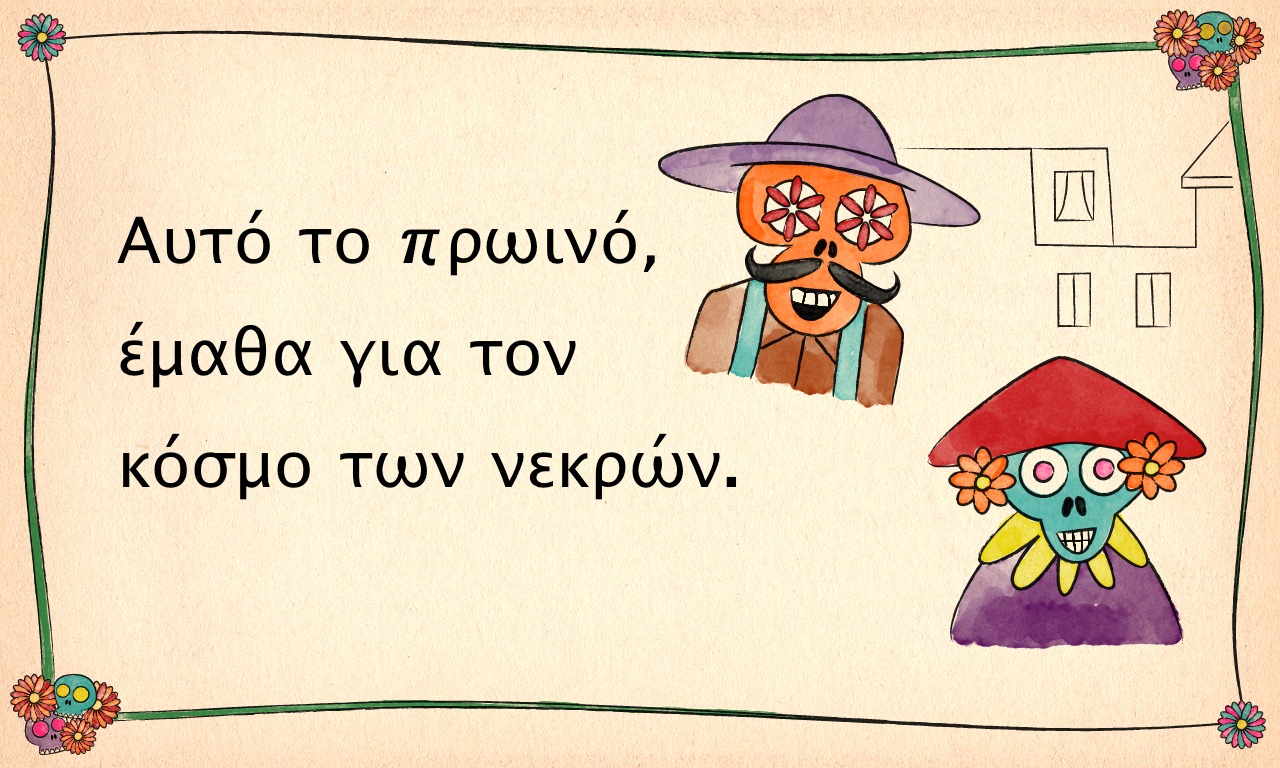 Αυτό το πρωινό,
έμαθα για τον
κόσμο των νεκρών.